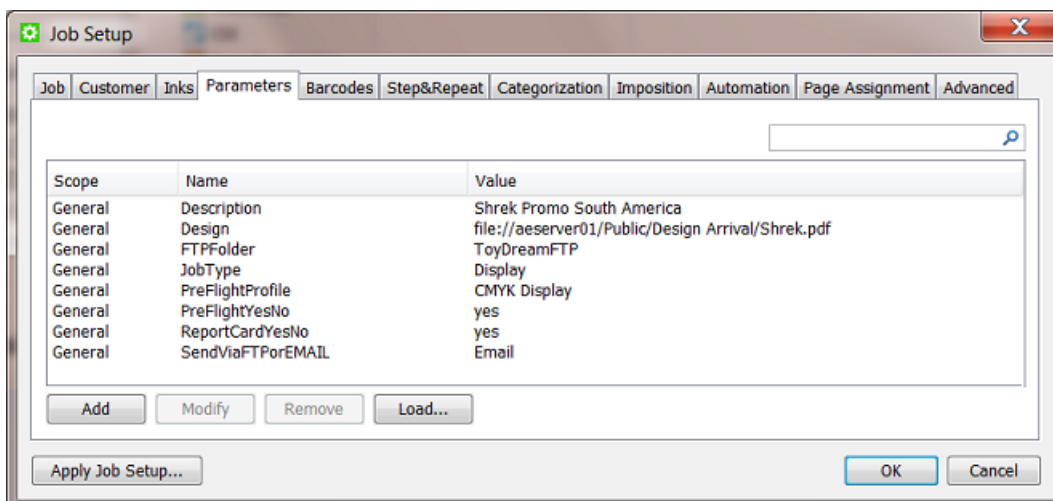 Job Setup
Job Customer Inks Parameters Barcodes Step&Repeat Categorization Imposition Automation Page Assignment Advanced
Scope Name Value
General Description Shrek Promo South America
General Design file://aeserver01/Public/Design Arrival/Shrek.pdf
General FTPFolder ToyDreamFTP
General JobType Display
General PreFlightProfile CMYK Display
General PreFlightYesNo yes
General ReportCardYesNo yes
General SendViaFTPorEMAIL Email
Add Modify Remove Load...
Apply Job Setup... OK Cancel